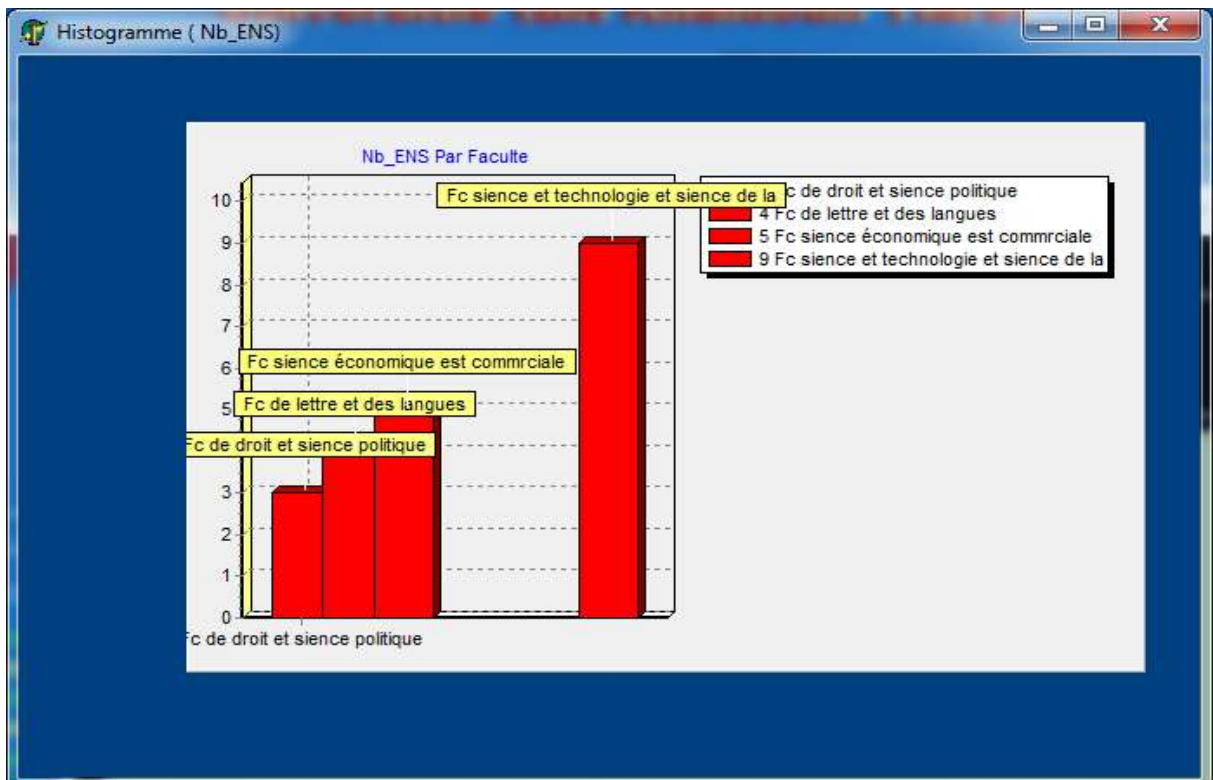 Histogramme ( Nb_ENS)
Nb_ENS Par Faculte
10
9
8
7
6
5
3
2
1
0
Fc sience et technologie et sience de la
Fc sience économique est commrciale
Fc de lettre et des langues
Fc de droit et sience politique
Fc de droit et sience politique
c de droit et sience politique
4 Fc de lettre et des langues
5 Fc sience économique est commrciale
9 Fc sience et technologie et sience de la